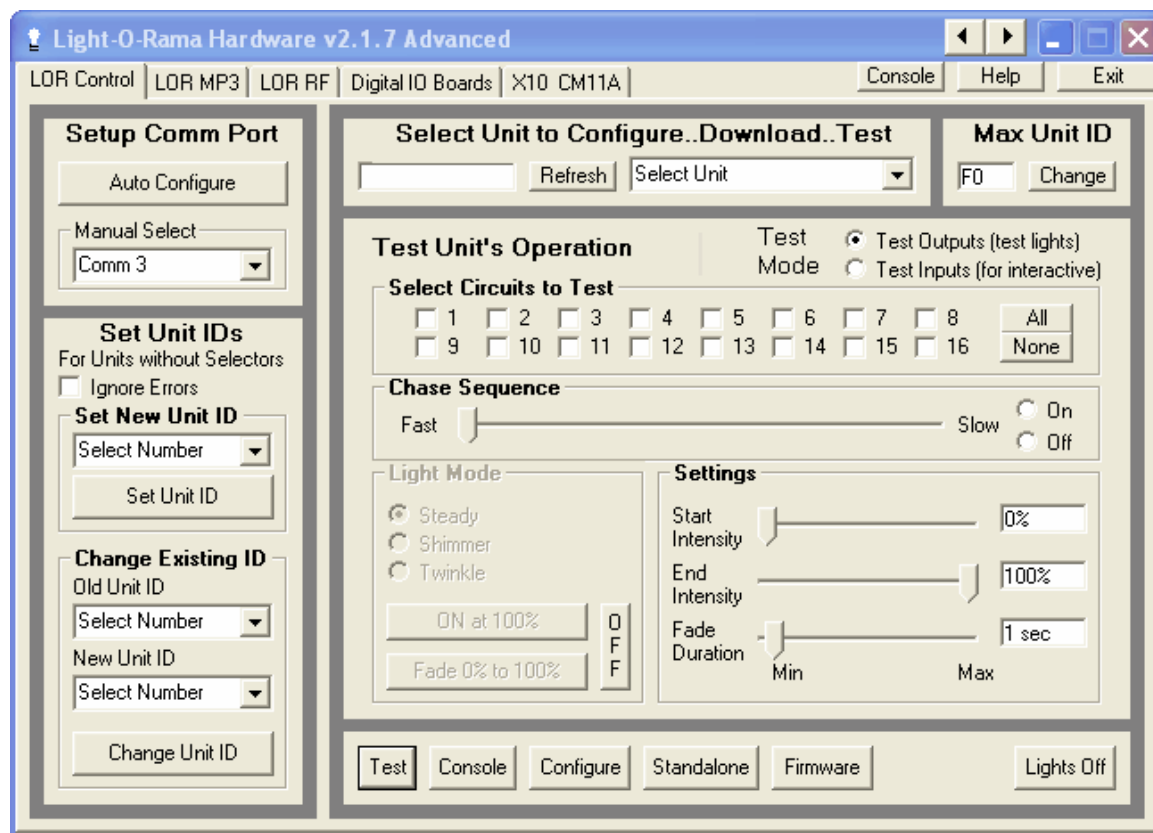 Light-O-Rama Hardware v2.1.7 Advanced
LOR Control LOR MP3 LOR RF Digital IO Boards X10 CM11A Console Help Exit
Setup Comm Port
Auto Configure
Manual Select
Comm 3
Set Unit IDs
For Units without Selectors
Ignore Errors
Set New Unit ID
Select Number
Set Unit ID
Change Existing ID
Old Unit ID
Select Number
New Unit ID
Select Number
Change Unit ID
Select Unit to Configure..Download..Test
Refresh Select Unit
Max Unit ID
F0 Change
Test Unit's Operation
Test Mode
Test Outputs (test lights)
Test Inputs (for interactive)
Select Circuits to Test
1 2 3 4 5 6 7 8 All
9 10 11 12 13 14 15 16 None
Chase Sequence
Fast Slow
On
Off
Light Mode
Steady
Shimmer
Twinkle
ON at 100%
Fade 0% to 100%
OFF
Settings
Start Intensity 0%
End Intensity 100%
Fade Duration 1 sec
Min Max
Test Console Configure Standalone Firmware Lights Off